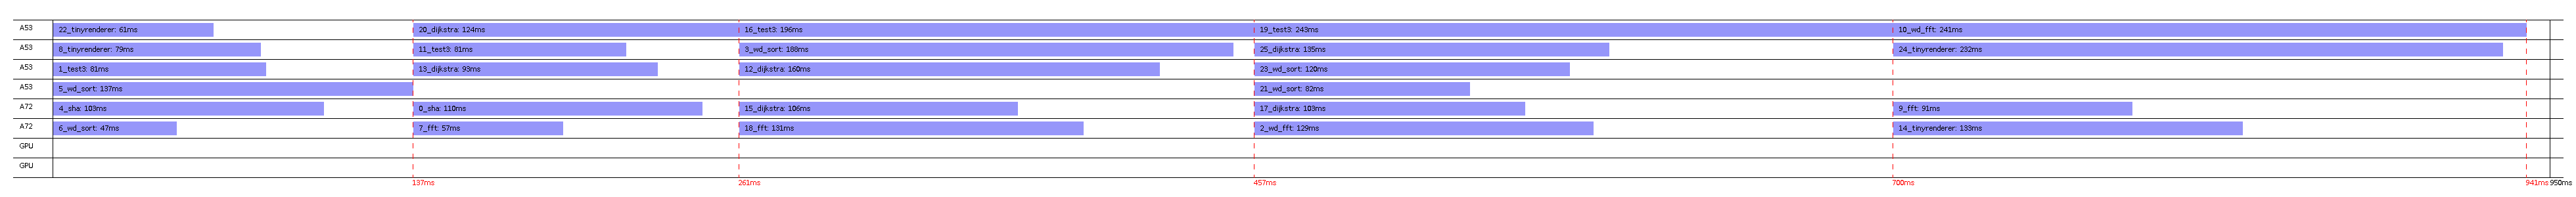 A53 22_tinyrenderer: 61ms 20_dijkstra: 124ms 16_test3: 196ms 19_test3: 243ms 10_wd_fft: 241ms
A53 8_tinyrenderer: 79ms 11_test3: 81ms 3_wd_sort: 188ms 25_dijkstra: 135ms 24_tinyrenderer: 232ms
A53 1_test3: 81ms 13_dijkstra: 93ms 12_dijkstra: 160ms 23_wd_sort: 120ms
A53 5_wd_sort: 137ms 21_wd_sort: 82ms
A72 4_sha: 103ms 0_sha: 110ms 15_dijkstra: 106ms 17_dijkstra: 103ms 9_fft: 91ms
A72 6_wd_sort: 47ms 7_fft: 57ms 18_fft: 131ms 2_wd_fft: 129ms 14_tinyrenderer: 133ms
GPU
GPU
137ms 261ms 457ms 700ms 941ms 950ms